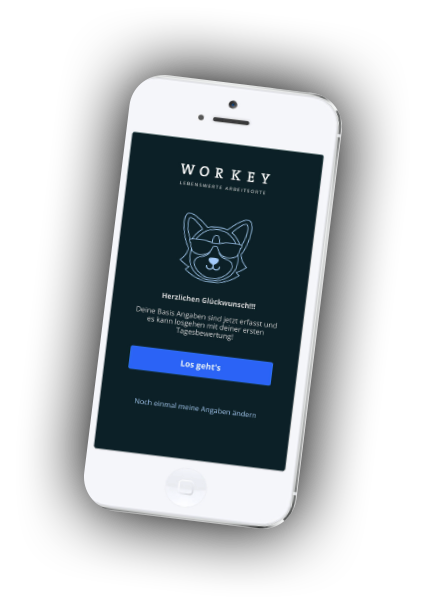 WORKEY
LEBENSWERTE ARBEITSORTE
Herzlichen Glückwunsch!!!
Deine Basis Angaben sind jetzt erfasst und
es kann losgehen mit deiner ersten
Tagesbewertung!
Los geht's
Noch einmal meine Angaben ändern